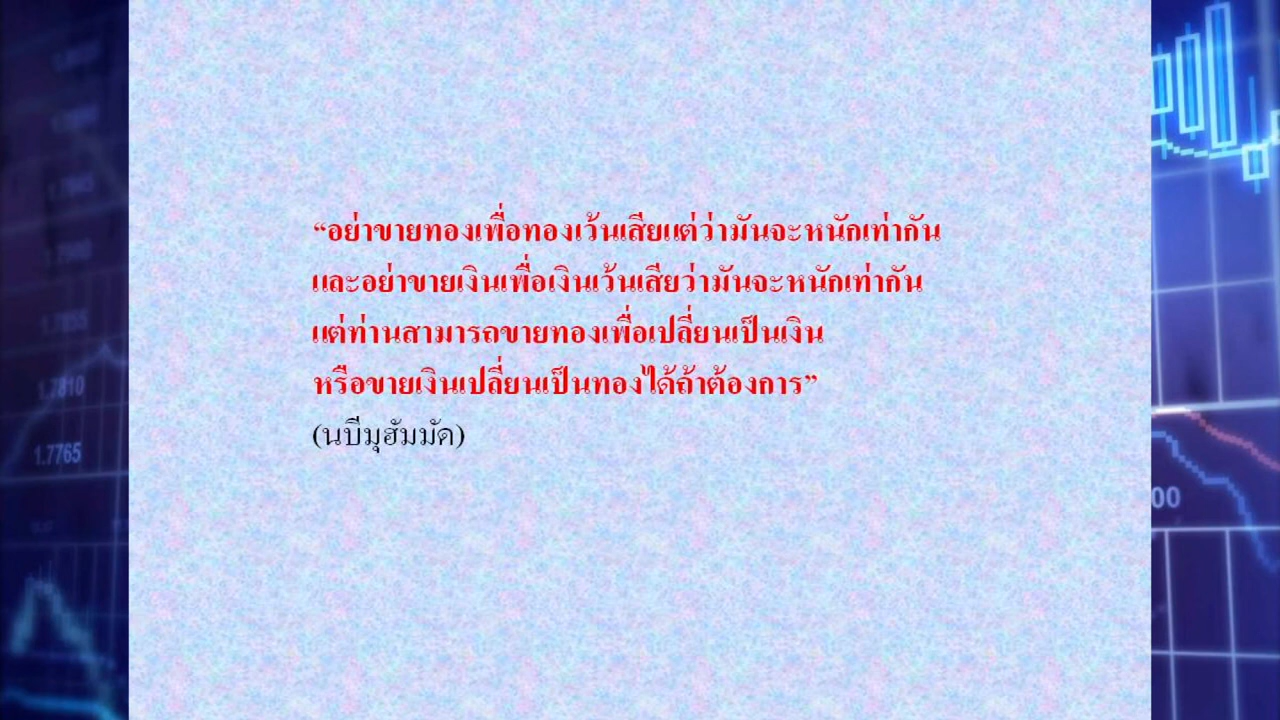 “อย่าขายทองเพื่อทองเว้นเสียแต่ว่ามันจะหนักเท่ากัน
และอย่าขายเงินเพื่อเงินเว้นเสียว่ามันจะหนักเท่ากัน
แต่ท่านสามารถขายทองเพื่อเปลี่ยนเป็นเงิน
หรือขายเงินเปลี่ยนเป็นทองได้ถ้าต้องการ”
(นบีมุฮัมมัด)
1.7810
1.7765
00